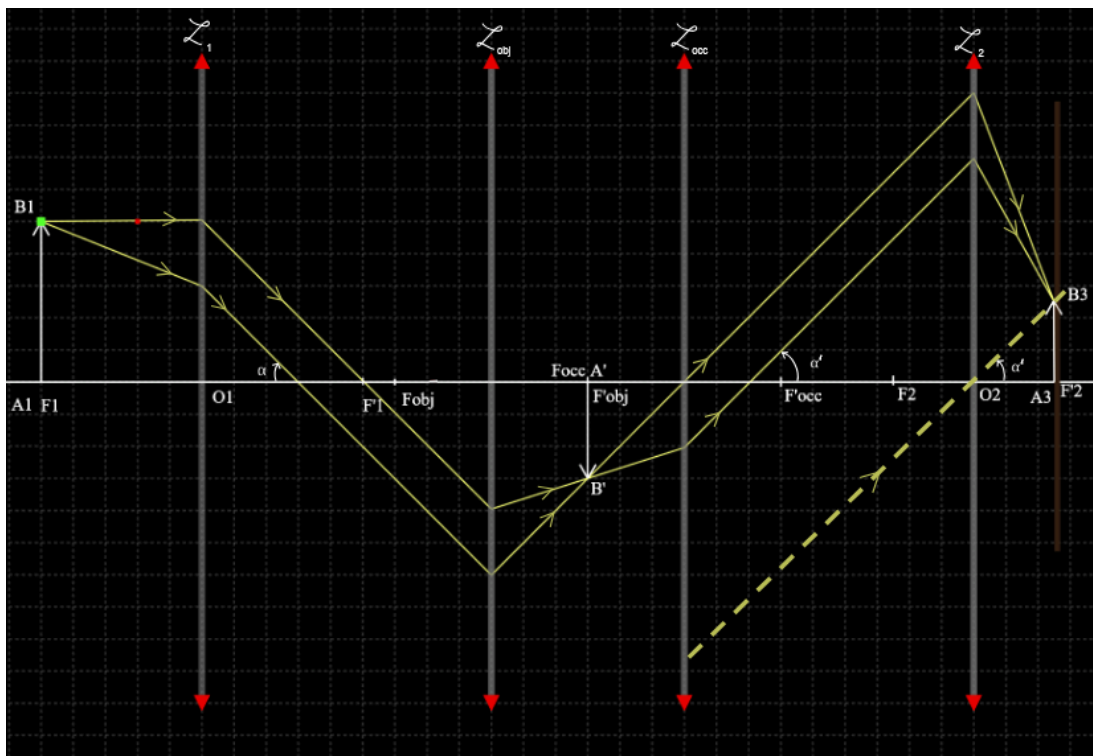 ℒ1 ℒobj ℒocc ℒ2
B1
B3
α
α'
α'
Focc A'
A1 F1
O1
F'1
Fobj
F'obj
F'occ
F2
O2
A3
F'2
B'